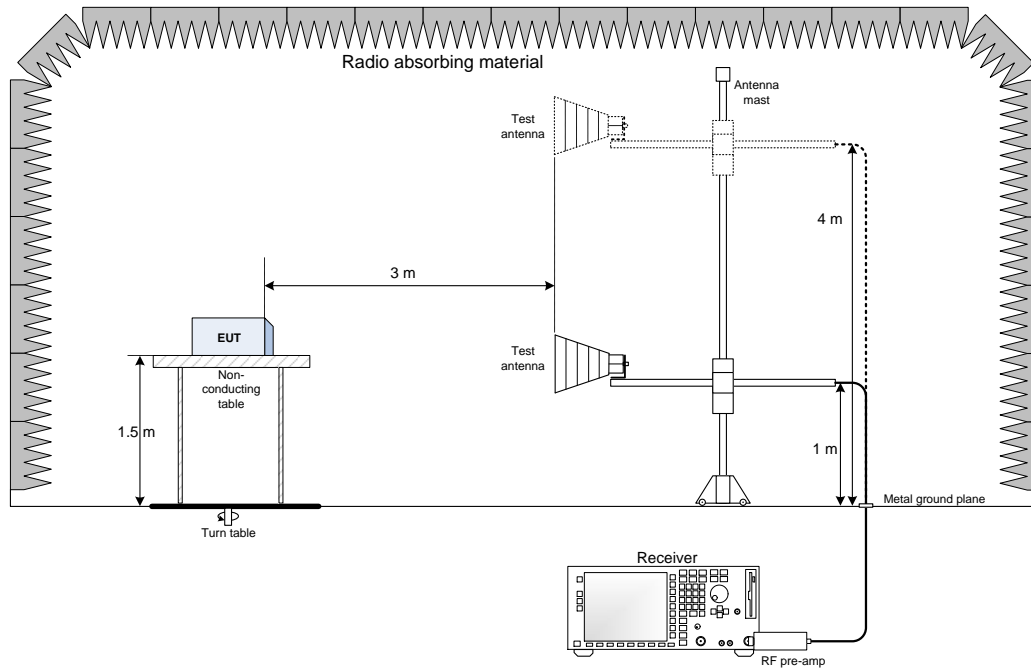 Radio absorbing material
Antenna
mast
Test
antenna
4 m
3 m
EUT
Test
antenna
Non-
conducting
table
1.5 m
1 m
Metal ground plane
Turn table
Receiver
RF pre-amp